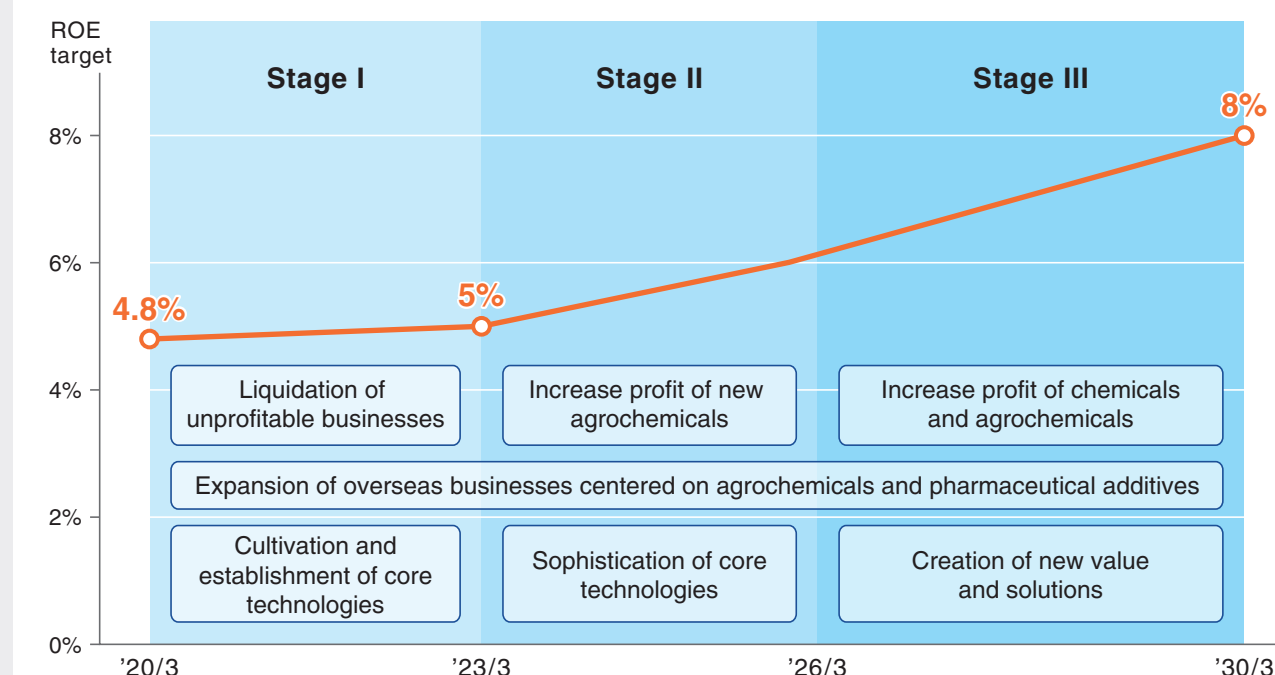 ROE
target
Stage I
Stage II
Stage III
8%
8%
6%
4.8%
5%
4%
Liquidation of
unprofitable businesses
Increase profit of new
agrochemicals
Increase profit of chemicals
and agrochemicals
Expansion of overseas businesses centered on agrochemicals and pharmaceutical additives
2%
Cultivation and
establishment of core
technologies
Sophistication of core
technologies
Creation of new value
and solutions
0%
’20/3
’23/3
’26/3
’30/3